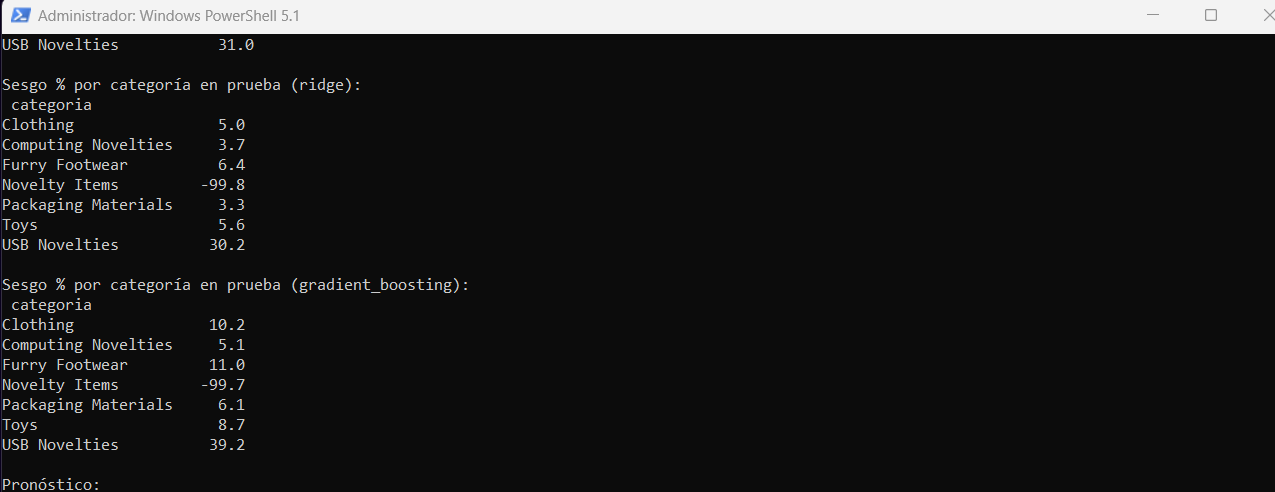 Administrador: Windows PowerShell 5.1
USB Novelties 31.0
Sesgo % por categoría en prueba (ridge):
categoria
Clothing 5.0
Computing Novelties 3.7
Furry Footwear 6.4
Novelty Items -99.8
Packaging Materials 3.3
Toys 5.6
USB Novelties 30.2
Sesgo % por categoría en prueba (gradient_boosting):
categoria
Clothing 10.2
Computing Novelties 5.1
Furry Footwear 11.0
Novelty Items -99.7
Packaging Materials 6.1
Toys 8.7
USB Novelties 39.2
Pronóstico: